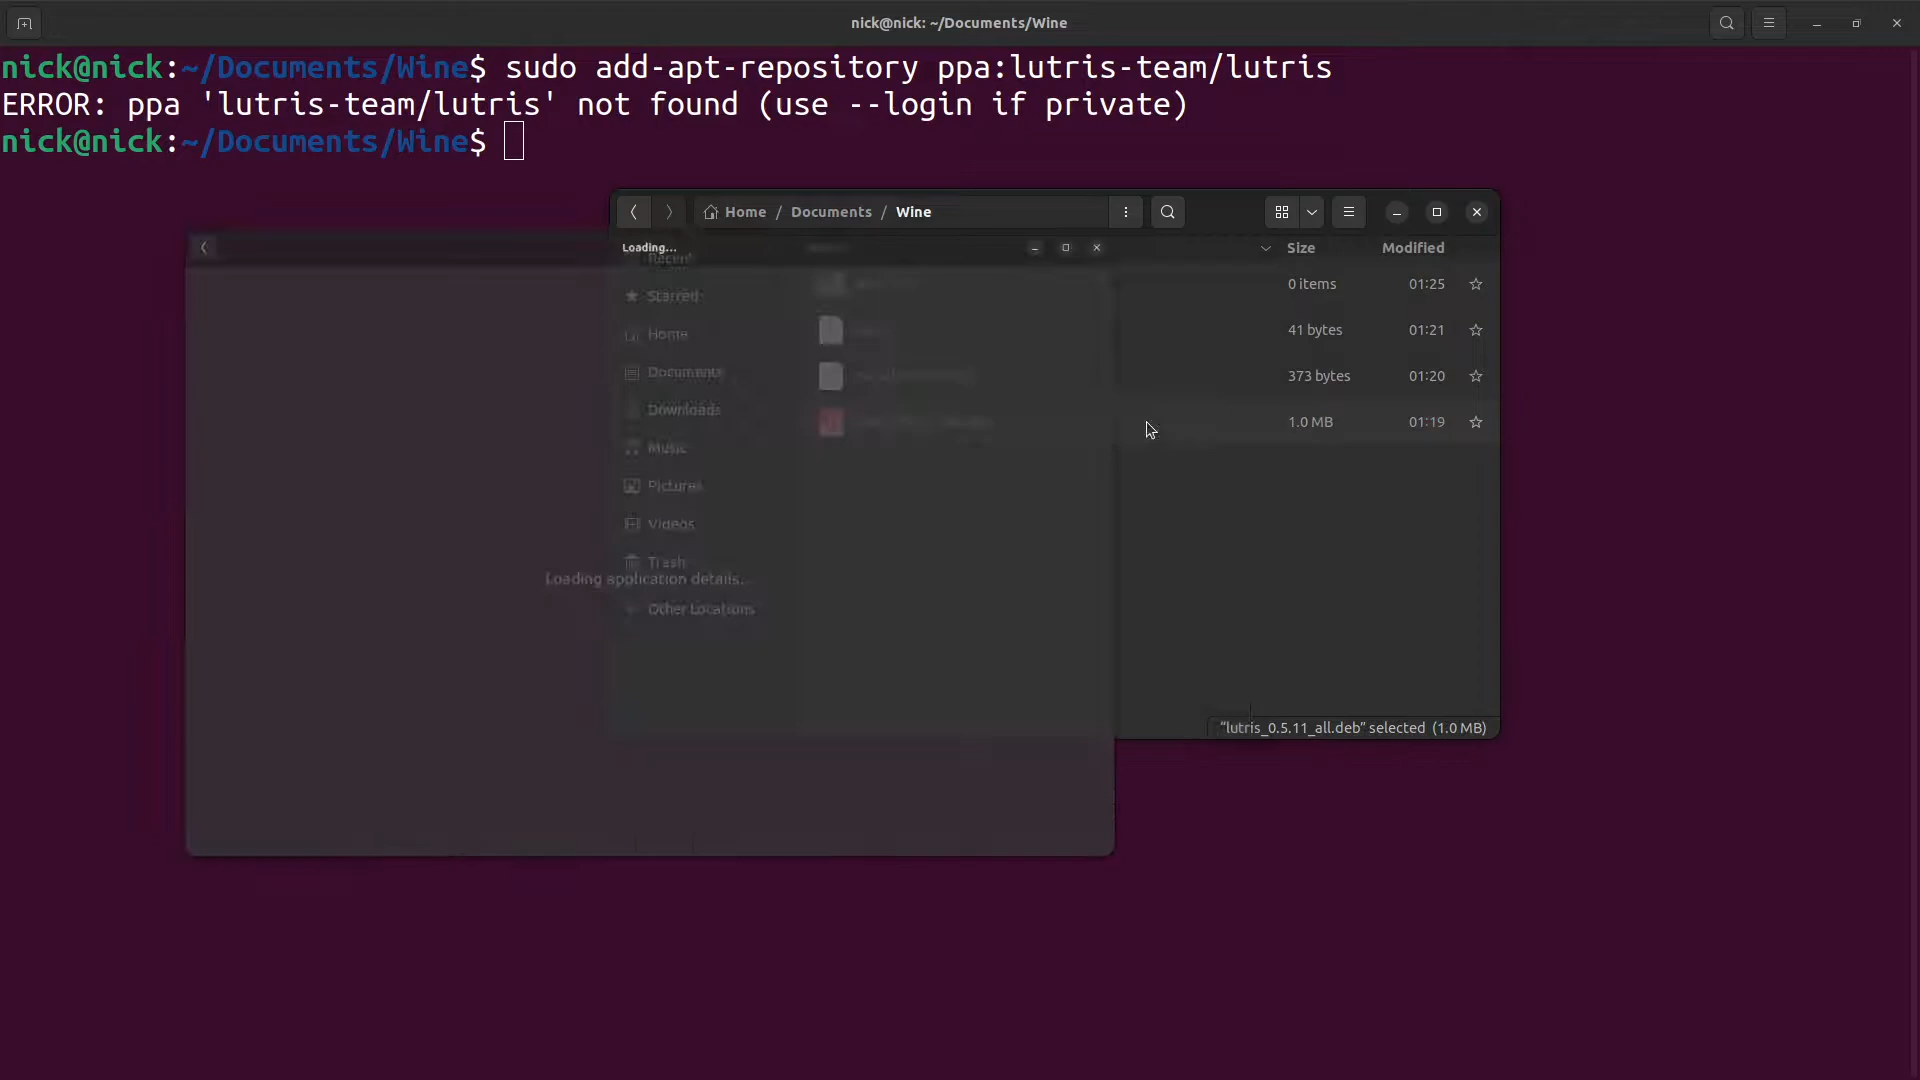 nick@nick: ~/Documents/Wine
nick@nick:~/Documents/Wine$ sudo add-apt-repository ppa:lutris-team/lutris
ERROR: ppa 'lutris-team/lutris' not found (use --login if private)
nick@nick:~/Documents/Wine$
Home / Documents / Wine
Loading...
Size
Modified
Recent
0 items
01:25
Starred
Home
41 bytes
01:21
Documents
373 bytes
01:20
Downloads
1.0 MB
01:19
Music
Pictures
Videos
Trash
Loading application details...
Other Locations
“lutris_0.5.11_all.deb” selected (1.0 MB)